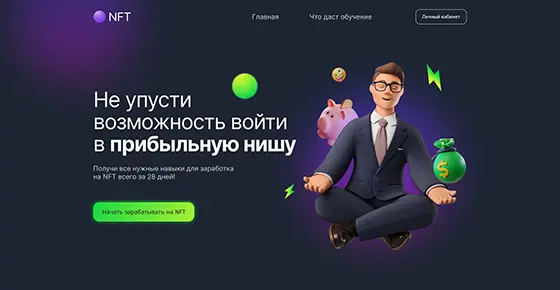 NFT
Главная
Что даст обучение
Личный кабинет
Не упусти
возможность войти
в прибыльную нишу
Получи все нужные навыки для заработка
на NFT всего за 28 дней!
Начать зарабатывать на NFT
$